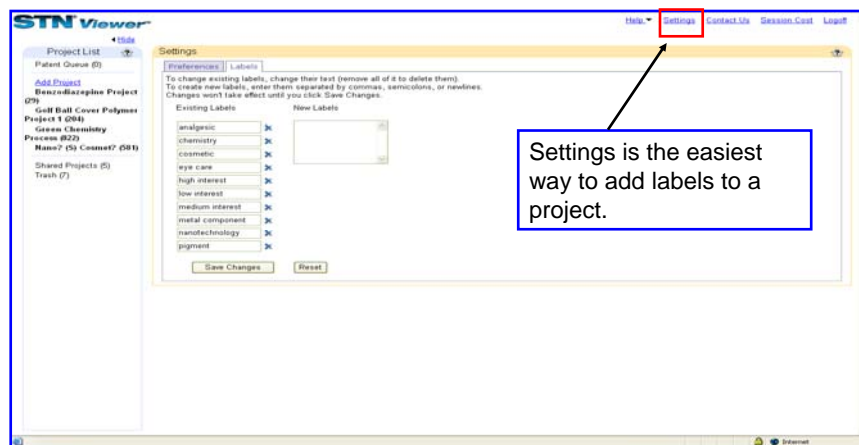 STN Viewer
Help Settings Contact Us Session Cost Logoff
Hide
Project List
Patent Queue (0)
Add Project
Benzodiazepine Project
(29)
Golf Ball Cover Polymer
Project 1 (204)
Green Chemistry
Process (822)
Nano? (S) Cosmet? (581)
Shared Projects (5)
Trash (7)
Settings
Preferences Labels
To change existing labels, change their text (remove all of it to delete them).
To create new labels, enter them separated by commas, semicolons, or newlines.
Changes won't take effect until you click Save Changes.
Existing Labels New Labels
analgesic
chemistry
cosmetic
eye care
high interest
low interest
medium interest
metal component
nanotechnology
pigment
Save Changes Reset
Settings is the easiest
way to add labels to a
project.
Internet